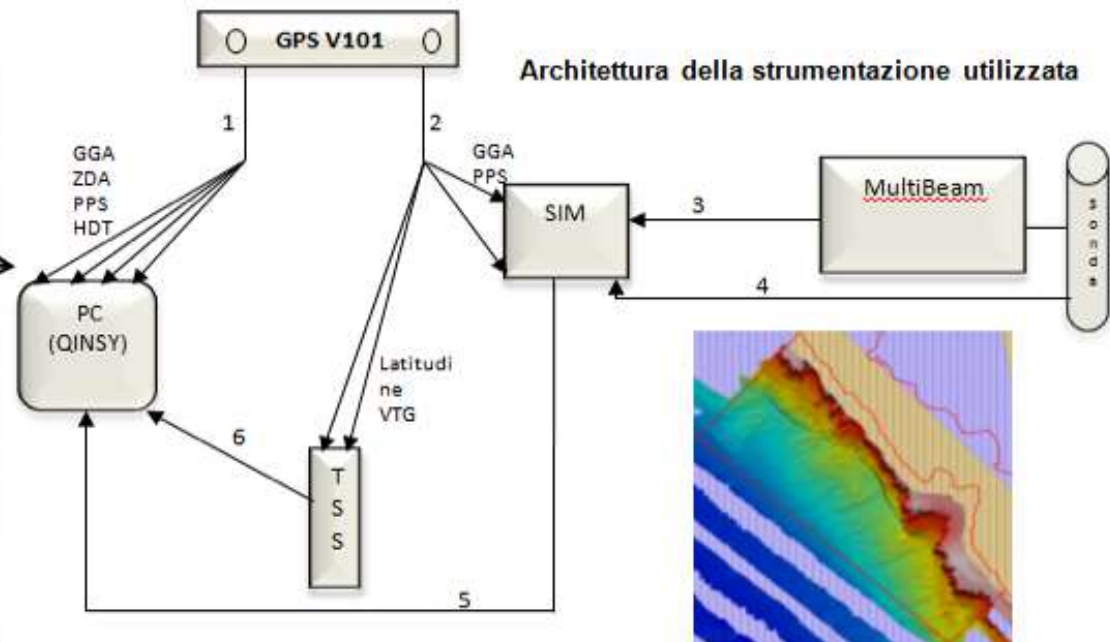 GPS V101
Architettura della strumentazione utilizzata
1
2
GGA
ZDA
PPS
HDT
GGA
PPS
SIM
3
MultiBeam
sonda
4
PC
(QINSY)
Latitudi
ne
VTG
6
T
S
S
5